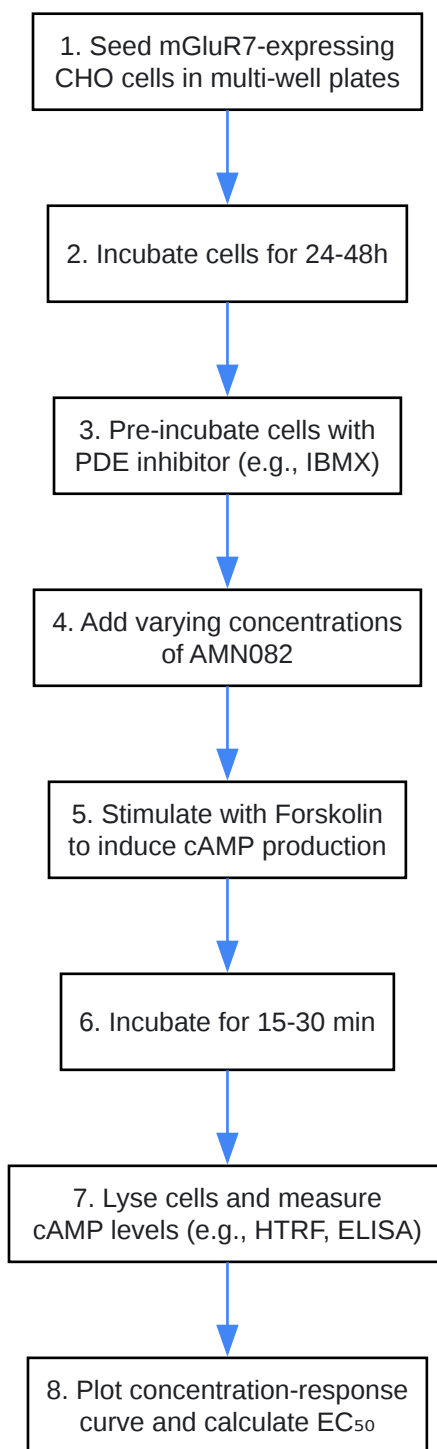 1. Seed mGluR7-expressing
CHO cells in multi-well plates
2. Incubate cells for 24-48h
3. Pre-incubate cells with
PDE inhibitor (e.g., IBMX)
4. Add varying concentrations
of AMN082
5. Stimulate with Forskolin
to induce cAMP production
6. Incubate for 15-30 min
7. Lyse cells and measure
cAMP levels (e.g., HTRF, ELISA)
8. Plot concentration-response
curve and calculate EC₅₀